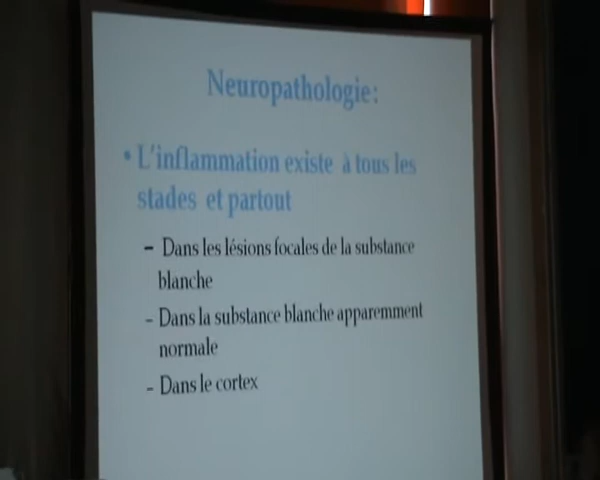 Neuropathologie:
• L'inflammation existe à tous les
stades et partout
– Dans les lésions focales de la substance
blanche
– Dans la substance blanche apparemment
normale
– Dans le cortex